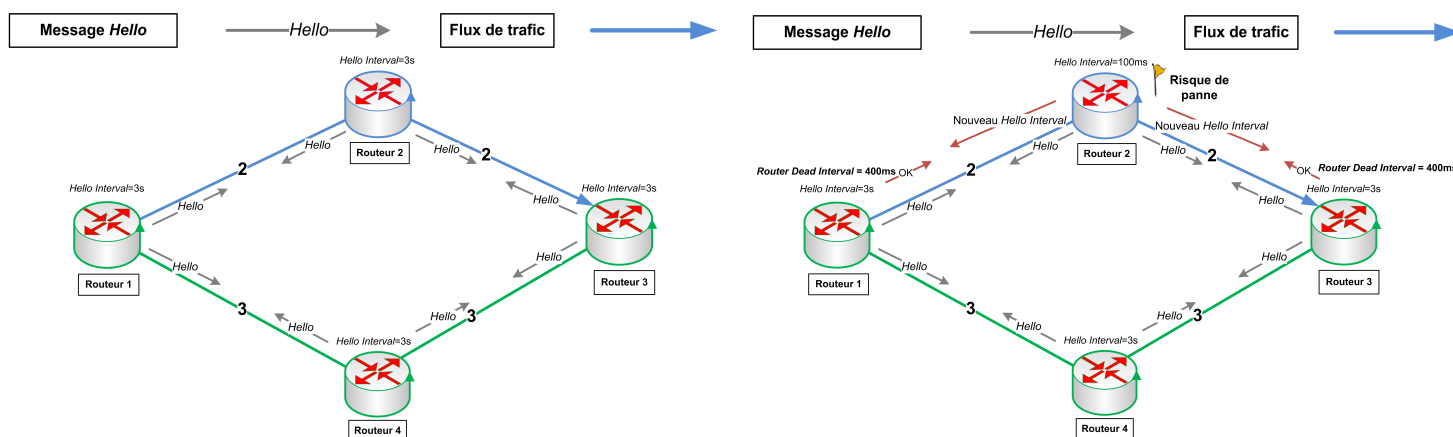 Message Hello
Hello
Flux de trafic
Hello Interval=3s
Routeur 2
Hello
Hello
2
2
Hello Interval=3s
Hello
Routeur 1
Hello Interval=3s
Hello
Routeur 3
Hello
Hello
3
3
Hello
Hello
Hello Interval=3s
Routeur 4
Message Hello
Hello
Flux de trafic
Hello Interval=100ms
Risque de
panne
Nouveau Hello Interval
Nouveau Hello Interval
Routeur 2
Hello
Hello
2
2
Router Dead Interval = 400ms
OK
OK
Router Dead Interval = 400ms
Hello Interval=3s
Hello
Routeur 1
Hello Interval=3s
Hello
Routeur 3
Hello
Hello
3
3
Hello
Hello
Hello Interval=3s
Routeur 4